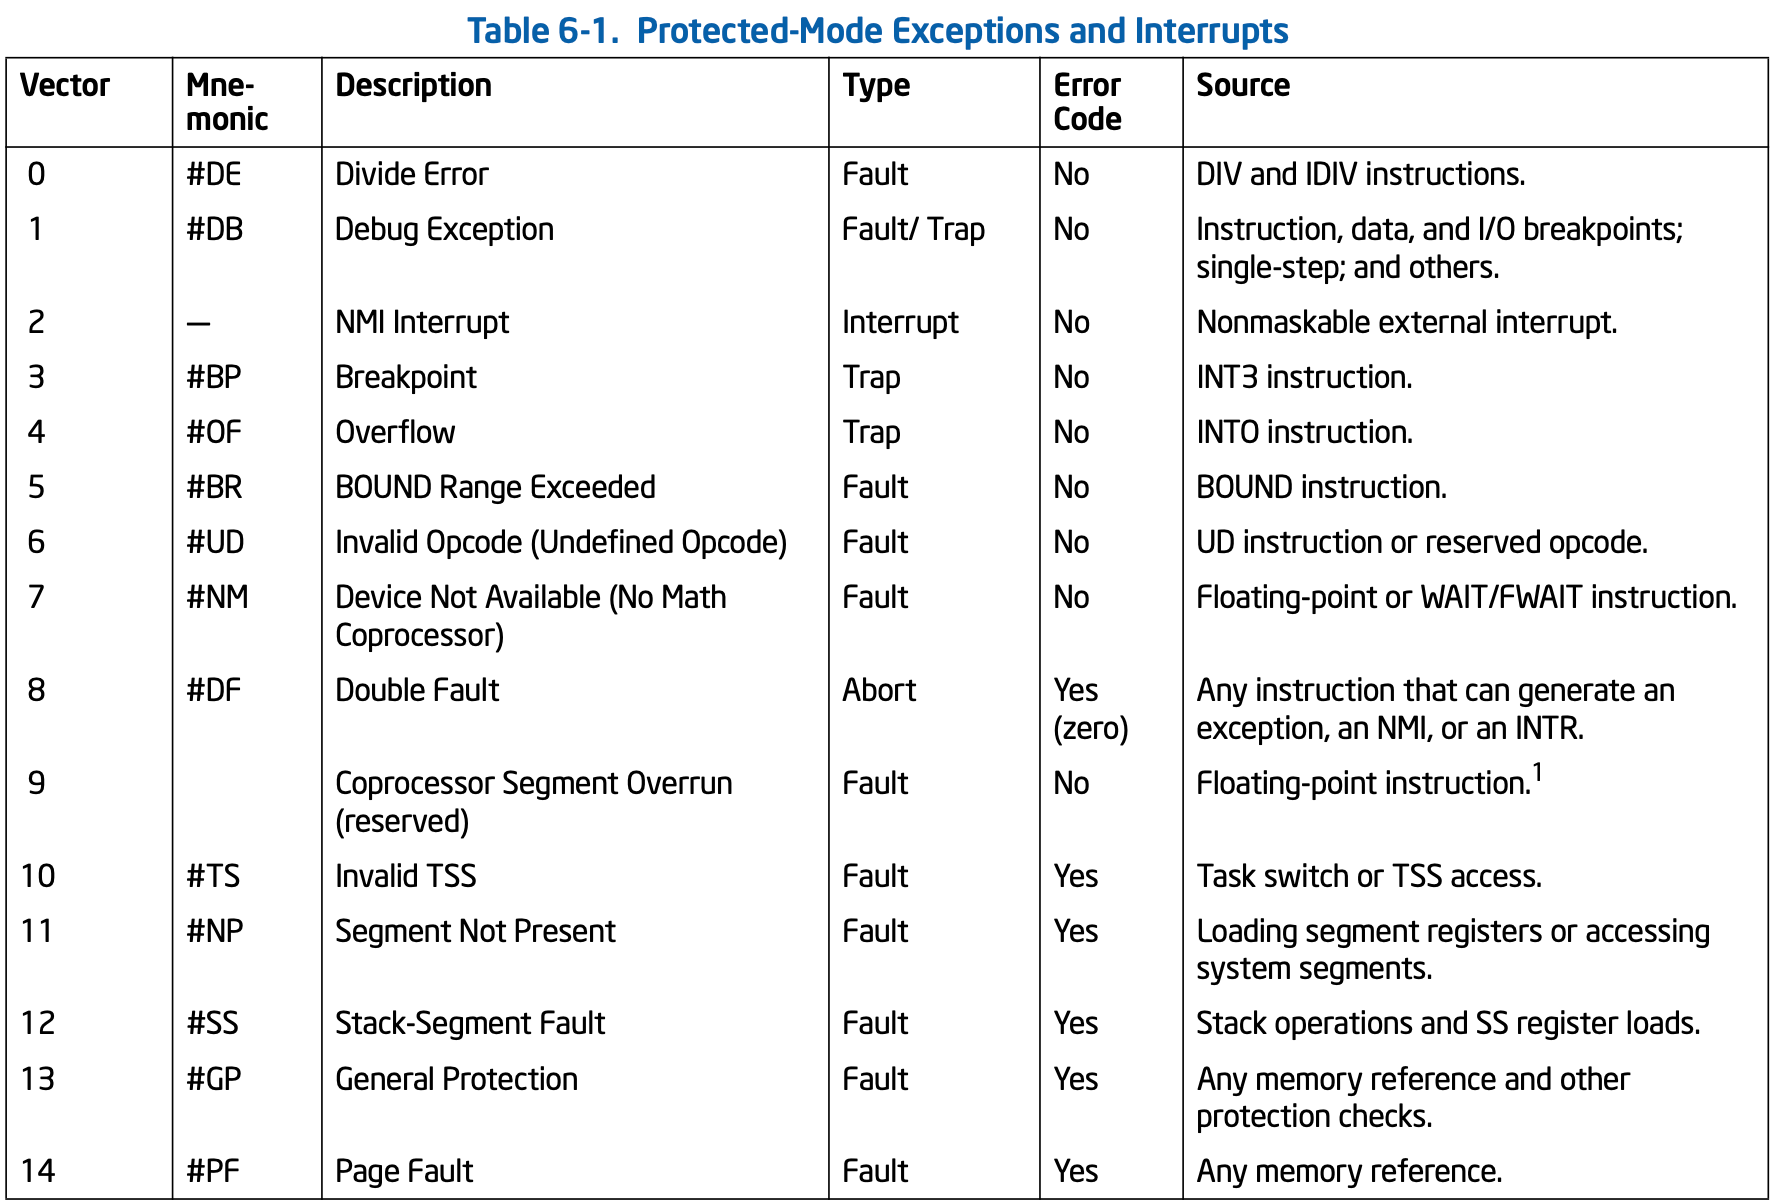 Table 6-1. Protected-Mode Exceptions and Interrupts
Vector Mne-monic Description Type Error Code Source
0 #DE Divide Error Fault No DIV and IDIV instructions.
1 #DB Debug Exception Fault/ Trap No Instruction, data, and I/O breakpoints;
single-step; and others.
2 — NMI Interrupt Interrupt No Nonmaskable external interrupt.
3 #BP Breakpoint Trap No INT3 instruction.
4 #OF Overflow Trap No INTO instruction.
5 #BR BOUND Range Exceeded Fault No BOUND instruction.
6 #UD Invalid Opcode (Undefined Opcode) Fault No UD instruction or reserved opcode.
7 #NM Device Not Available (No Math Fault No Floating-point or WAIT/FWAIT instruction.
Coprocessor)
8 #DF Double Fault Abort Yes Any instruction that can generate an
(zero) exception, an NMI, or an INTR.
9 Coprocessor Segment Overrun Fault No Floating-point instruction.1
(reserved)
10 #TS Invalid TSS Fault Yes Task switch or TSS access.
11 #NP Segment Not Present Fault Yes Loading segment registers or accessing
system segments.
12 #SS Stack-Segment Fault Fault Yes Stack operations and SS register loads.
13 #GP General Protection Fault Yes Any memory reference and other
protection checks.
14 #PF Page Fault Fault Yes Any memory reference.